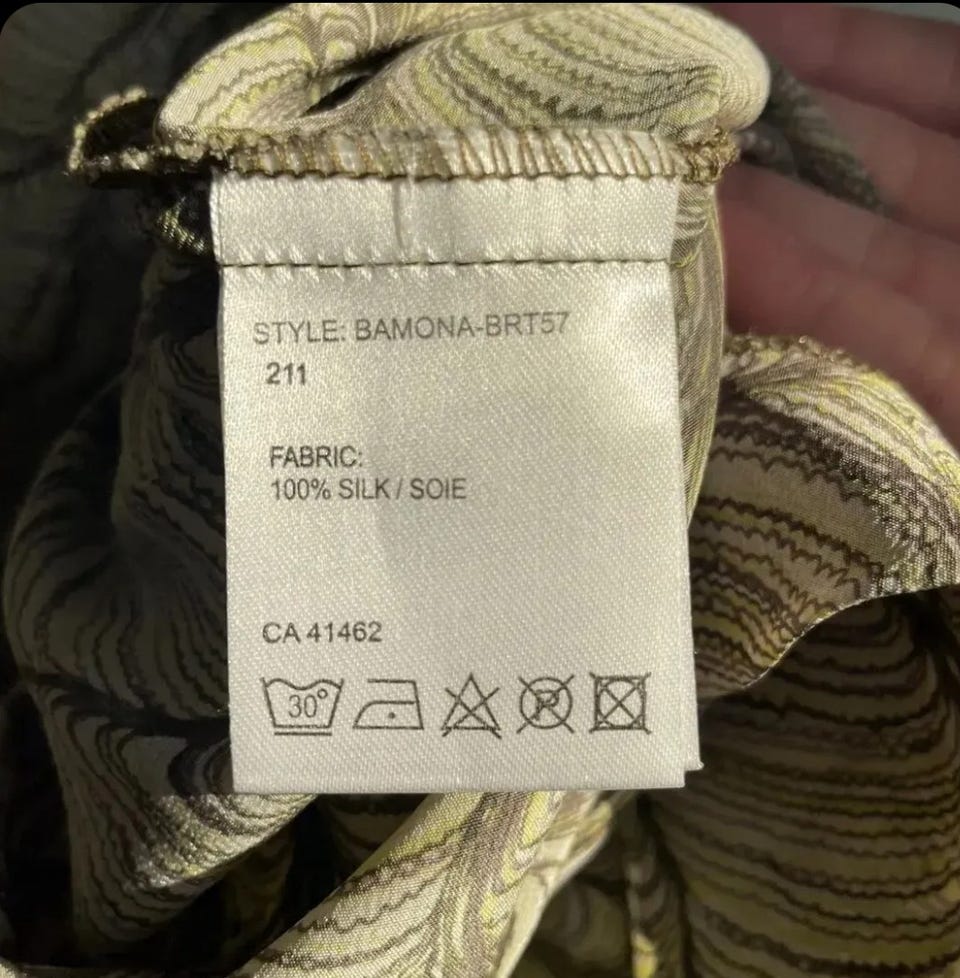 STYLE: BAMONA-BRT57
211
FABRIC:
100% SILK / SOIE
CA 41462
30° P